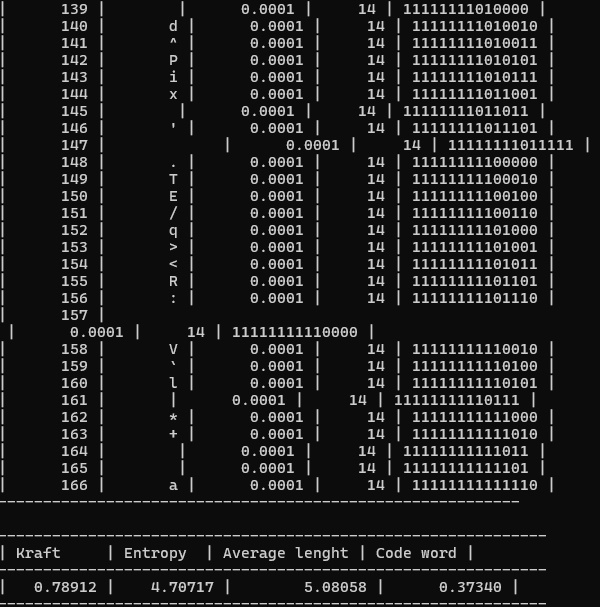 |      139 |         |      0.0001 |     14 | 11111111010000 |
|      140 |       d |      0.0001 |     14 | 11111111010010 |
|      141 |       ^ |      0.0001 |     14 | 11111111010011 |
|      142 |       P |      0.0001 |     14 | 11111111010101 |
|      143 |       i |      0.0001 |     14 | 11111111010111 |
|      144 |       x |      0.0001 |     14 | 11111111011001 |
|      145 |         |      0.0001 |     14 | 11111111011011 |
|      146 |       ' |      0.0001 |     14 | 11111111011101 |
|      147 |              |      0.0001 |     14 | 11111111011111 |
|      148 |       . |      0.0001 |     14 | 11111111100000 |
|      149 |       T |      0.0001 |     14 | 11111111100010 |
|      150 |       E |      0.0001 |     14 | 11111111100100 |
|      151 |       / |      0.0001 |     14 | 11111111100110 |
|      152 |       q |      0.0001 |     14 | 11111111101000 |
|      153 |       > |      0.0001 |     14 | 11111111101001 |
|      154 |       < |      0.0001 |     14 | 11111111101011 |
|      155 |       R |      0.0001 |     14 | 11111111101101 |
|      156 |       : |      0.0001 |     14 | 11111111101110 |
|      157 |
 |      0.0001 |     14 | 11111111110000 |
|      158 |       V |      0.0001 |     14 | 11111111110010 |
|      159 |       ` |      0.0001 |     14 | 11111111110100 |
|      160 |       l |      0.0001 |     14 | 11111111110101 |
|      161 |       |      0.0001 |     14 | 11111111110111 |
|      162 |       * |      0.0001 |     14 | 11111111111000 |
|      163 |       + |      0.0001 |     14 | 11111111111010 |
|      164 |        |      0.0001 |     14 | 11111111111011 |
|      165 |        |      0.0001 |     14 | 11111111111101 |
|      166 |       a |      0.0001 |     14 | 11111111111110 |
| Kraft     | Entropy  | Average lenght | Code word |
|   0.78912 |    4.70717 |        5.08058 |      0.37340 |